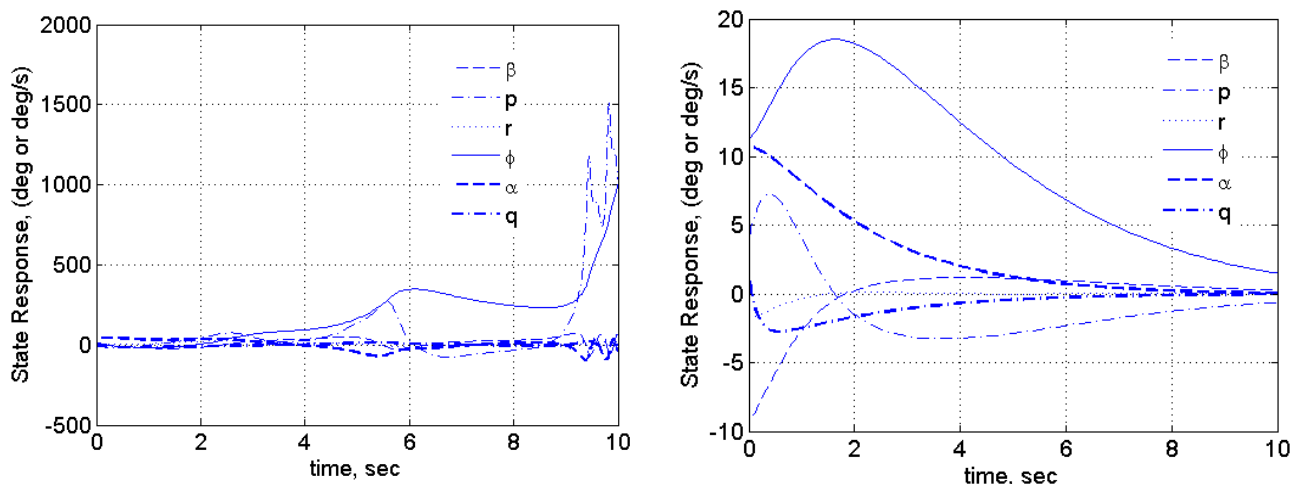 State Response, (deg or deg/s)
2000
1500
1000
500
0
-500
0
2
4
6
8
10
time, sec
β
p
r
ϕ
α
q
State Response, (deg or deg/s)
20
15
10
5
0
-5
-10
0
2
4
6
8
10
time, sec
β
p
r
ϕ
α
q